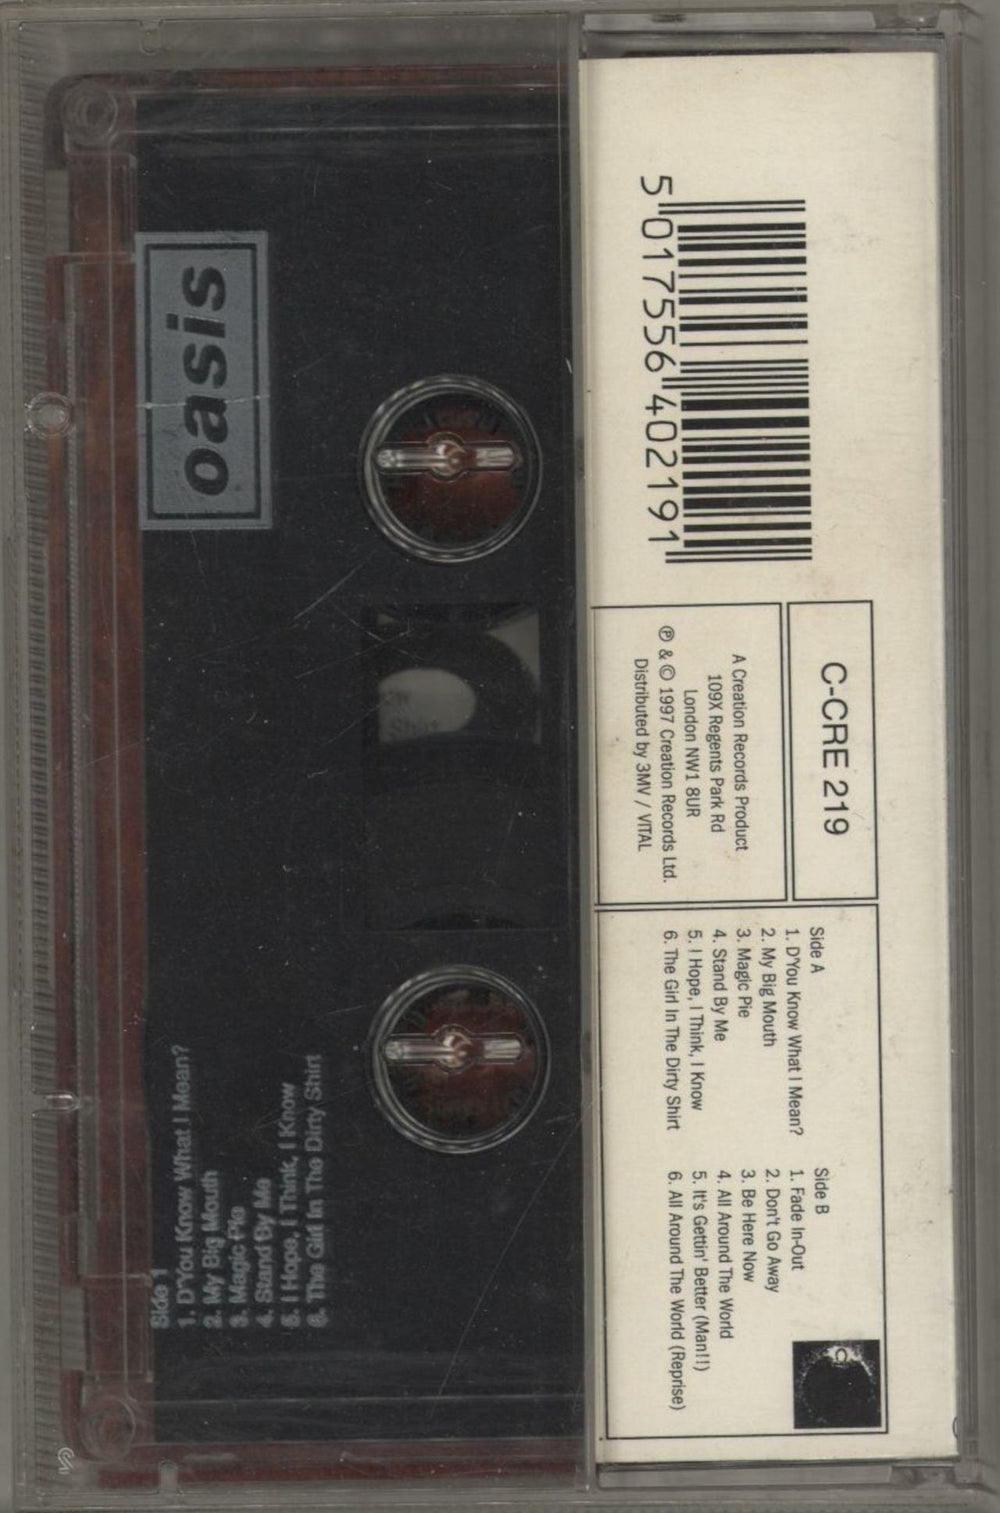 oasis
Side 1
1. D'You Know What I Mean?
2. My Big Mouth
3. Magic Pie
4. Stand By Me
5. I Hope, I Think, I Know
6. The Girl In The Dirty Shirt
5 017556 402191
C-CRE 219
A Creation Records Product
109X Regents Park Rd
London NW1 8UR
℗ & © 1997 Creation Records Ltd.
Distributed by 3MV / VITAL
Side A
1. D'You Know What I Mean?
2. My Big Mouth
3. Magic Pie
4. Stand By Me
5. I Hope, I Think, I Know
6. The Girl In The Dirty Shirt
Side B
1. Fade In-Out
2. Don't Go Away
3. Be Here Now
4. All Around The World
5. It's Gettin' Better (Man!!)
6. All Around The World (Reprise)